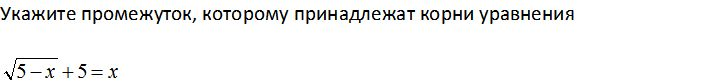 Укажите промежуток, которому принадлежат корни уравнения
√(5−x) + 5 = x